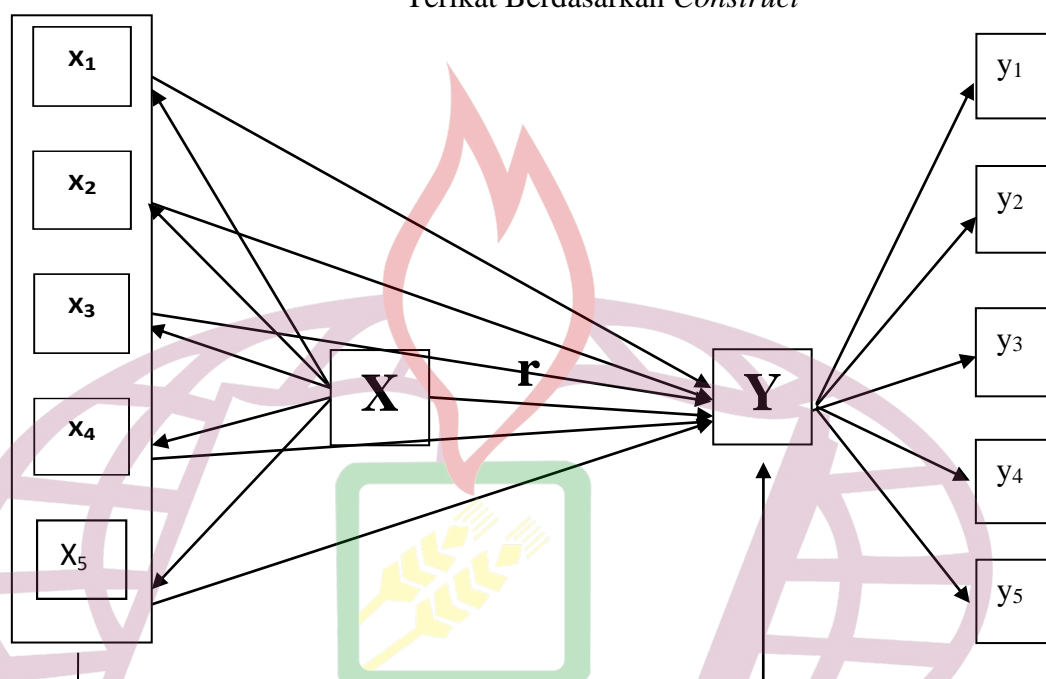 Terikat Berdasarkan Construct
x₁
x₂
x₃
x₄
X₅
X
r
Y
y1
y2
y3
y4
y5